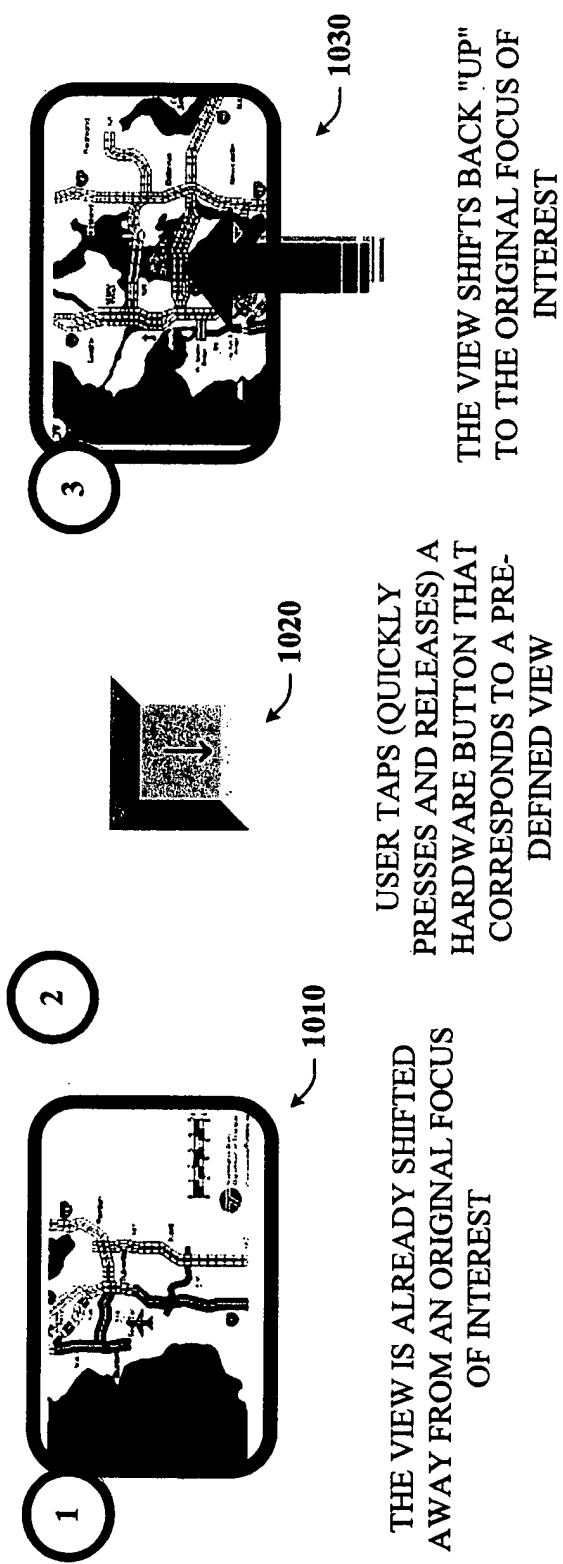 1
1010
THE VIEW IS ALREADY SHIFTED
AWAY FROM AN ORIGINAL FOCUS
OF INTEREST
2
1020
USER TAPS (QUICKLY
PRESSES AND RELEASES) A
HARDWARE BUTTON THAT
CORRESPONDS TO A PRE-
DEFINED VIEW
3
1030
THE VIEW SHIFTS BACK "UP"
TO THE ORIGINAL FOCUS OF
INTEREST